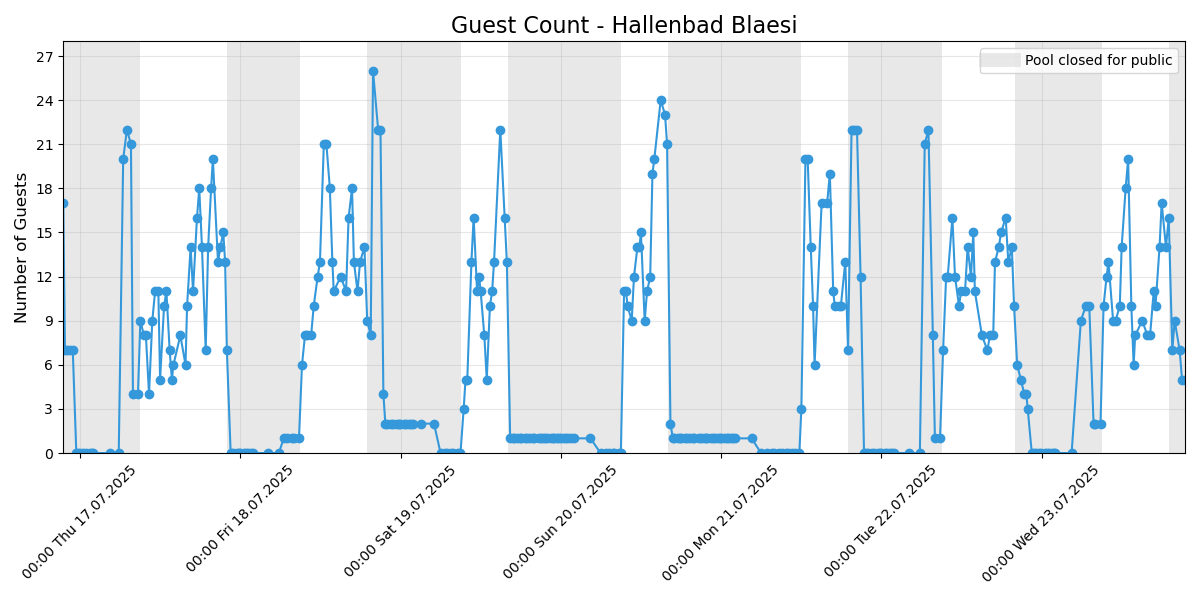 Guest Count - Hallenbad Blaesi
Pool closed for public
Number of Guests
27
24
21
18
15
12
9
6
3
0
00:00 Thu 17.07.2025
00:00 Fri 18.07.2025
00:00 Sat 19.07.2025
00:00 Sun 20.07.2025
00:00 Mon 21.07.2025
00:00 Tue 22.07.2025
00:00 Wed 23.07.2025